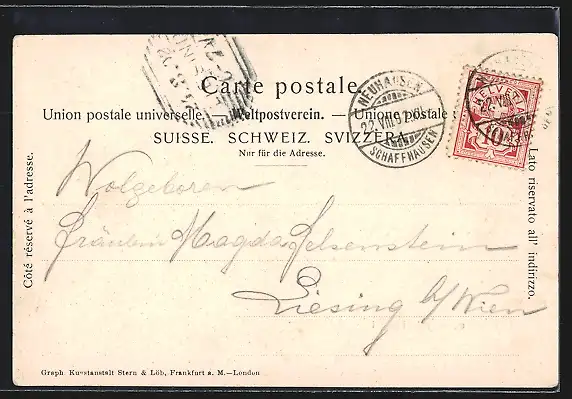 Carte postale.
Union postale universelle. — Weltpostverein. — Unione postale
SUISSE. SCHWEIZ. SVIZZERA.
Nur für die Adresse.
NEUHAUSEN
22.VIII.
SCHAFFHAUSEN
HELVETIA
10
Côté réservé à l'adresse.
Lato riservato all' indirizzo.
Wolgeboren
Fräulein Magda Felsenstein
Liesing b/Wien
Graph. Kunstanstalt Stern & Löb, Frankfurt a. M.—London